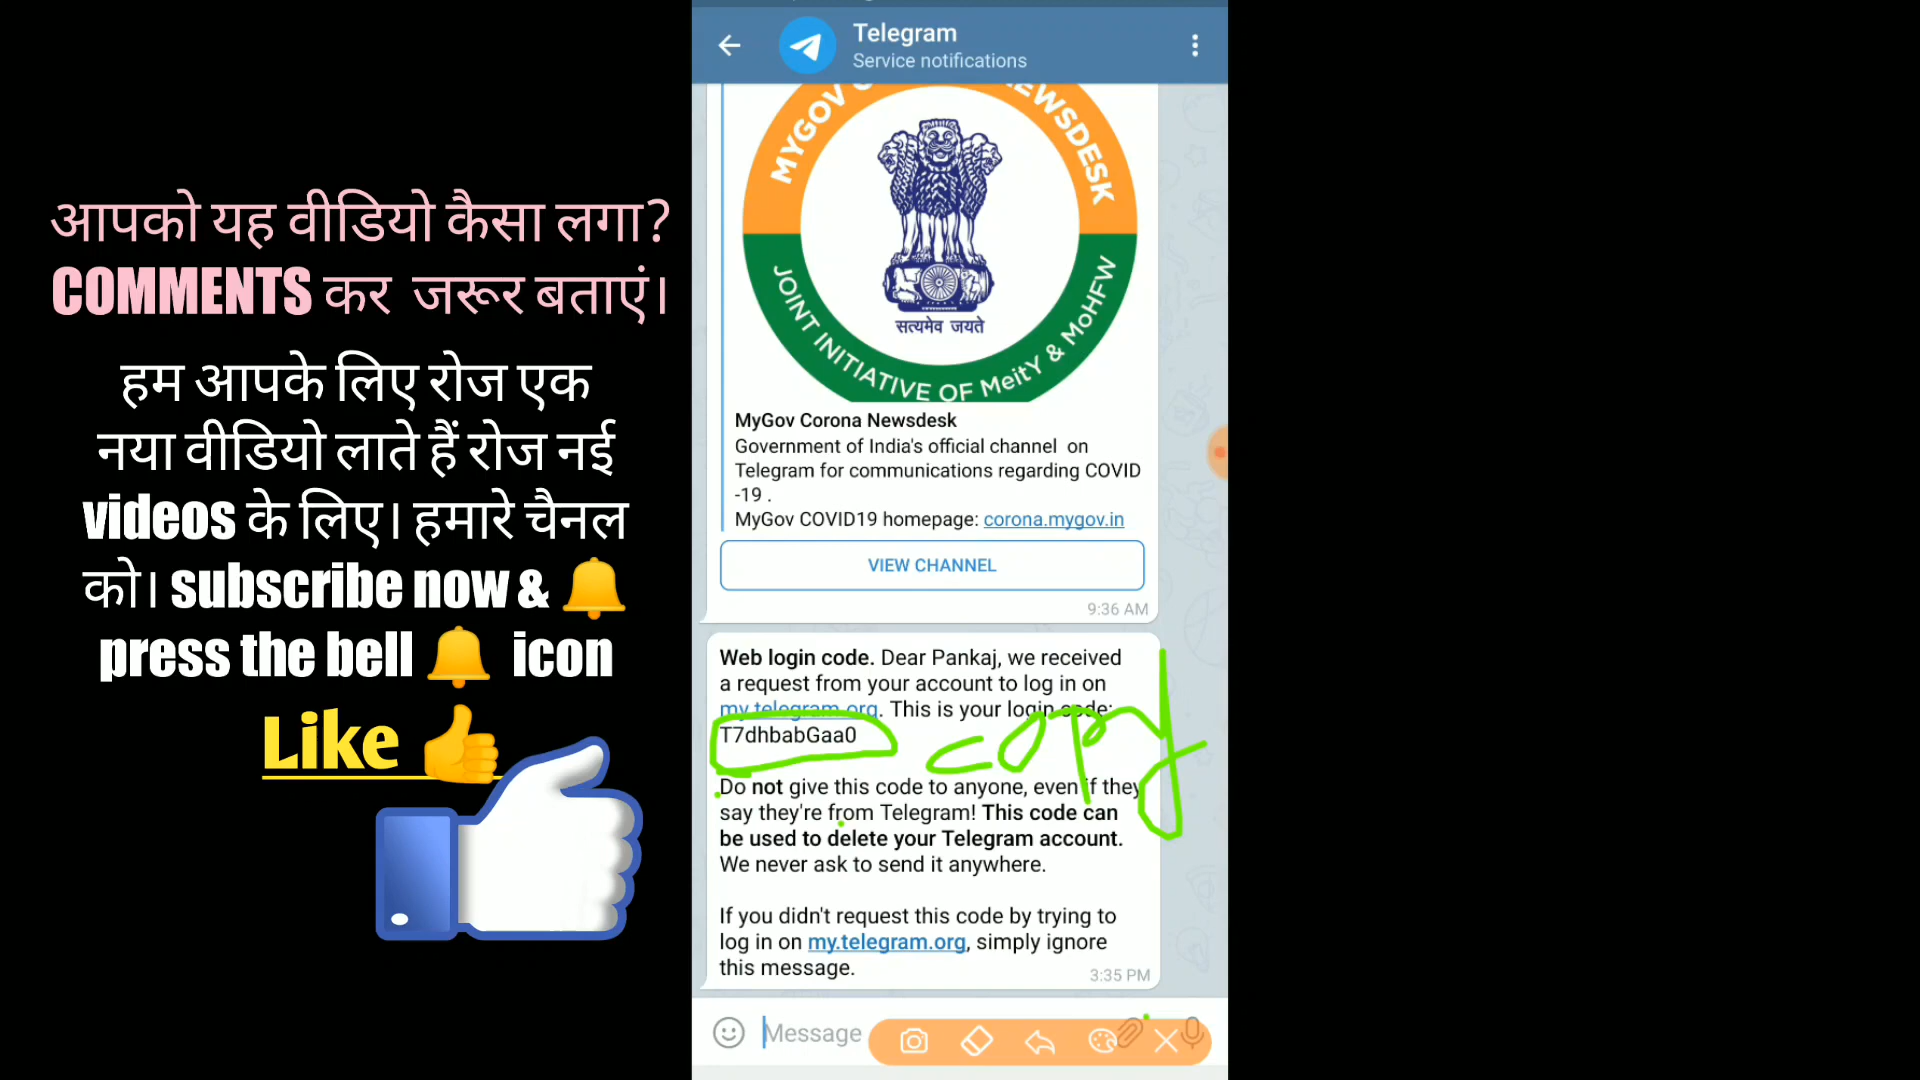 आपको यह वीडियो कैसा लगा?
COMMENTS कर जरूर बताएं।
हम आपके लिए रोज एक
नया वीडियो लाते हैं रोज नई
videos के लिए। हमारे चैनल
को। subscribe now &
press the bell icon
Like
Telegram
Service notifications
MYGOV NEWSDESK
सत्यमेव जयते
JOINT INITIATIVE OF MeitY & MoHFW
MyGov Corona Newsdesk
Government of India's official channel on
Telegram for communications regarding COVID
-19 .
MyGov COVID19 homepage: corona.mygov.in
VIEW CHANNEL
9:36 AM
Web login code. Dear Pankaj, we received
a request from your account to log in on
my.telegram.org. This is your login code:
T7dhbabGaa0
copy
Do not give this code to anyone, even if they
say they're from Telegram! This code can
be used to delete your Telegram account.
We never ask to send it anywhere.
If you didn't request this code by trying to
log in on my.telegram.org, simply ignore
this message.
3:35 PM
Message